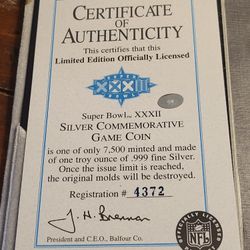 CERTIFICATE
OF
AUTHENTICITY
This certifies that this
Limited Edition Officially Licensed
XXXII
Super Bowl XXXII
SILVER COMMEMORATIVE
GAME COIN
is one of only 7,500 minted and made
of one troy ounce of .999 fine Silver.
Once the issue limit is reached,
the original molds will be destroyed.
Registration # 4372
President and C.E.O., Balfour Co.
OFFICIALLY LICENSED
NFL